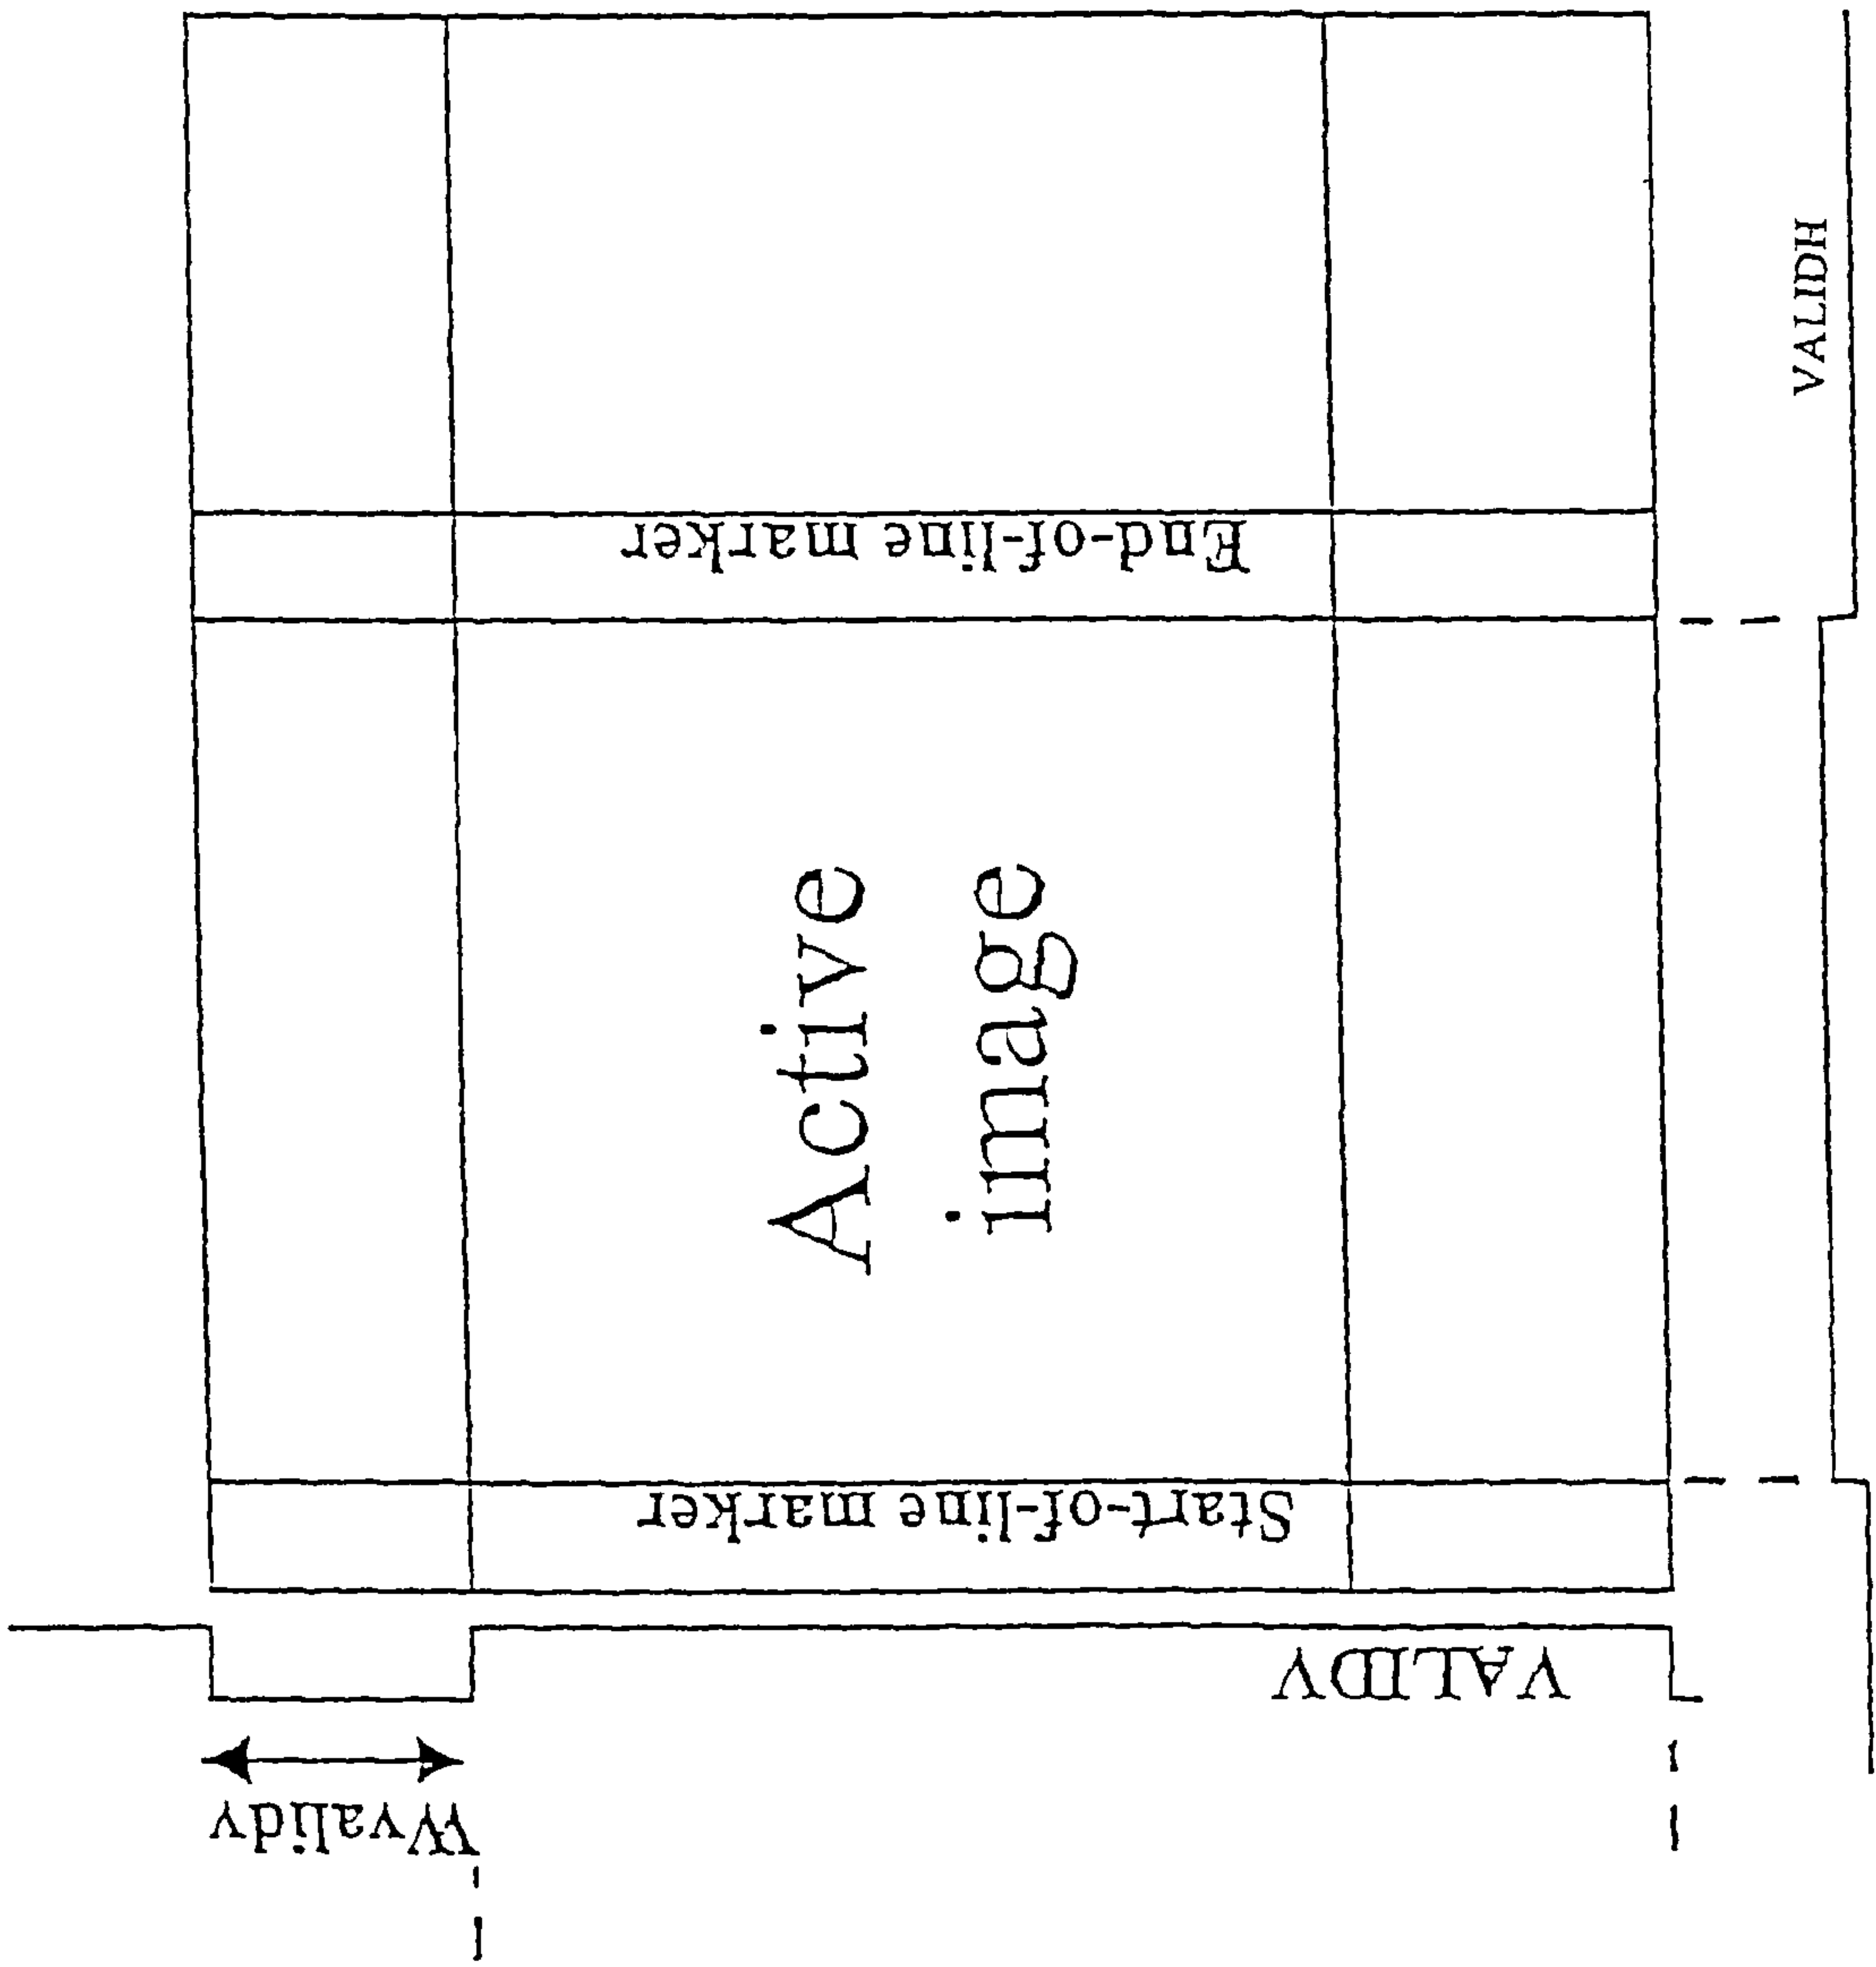 Wvalidv
VALIDV
Start-of-line marker
Active
image
End-of-line marker
VALIDH